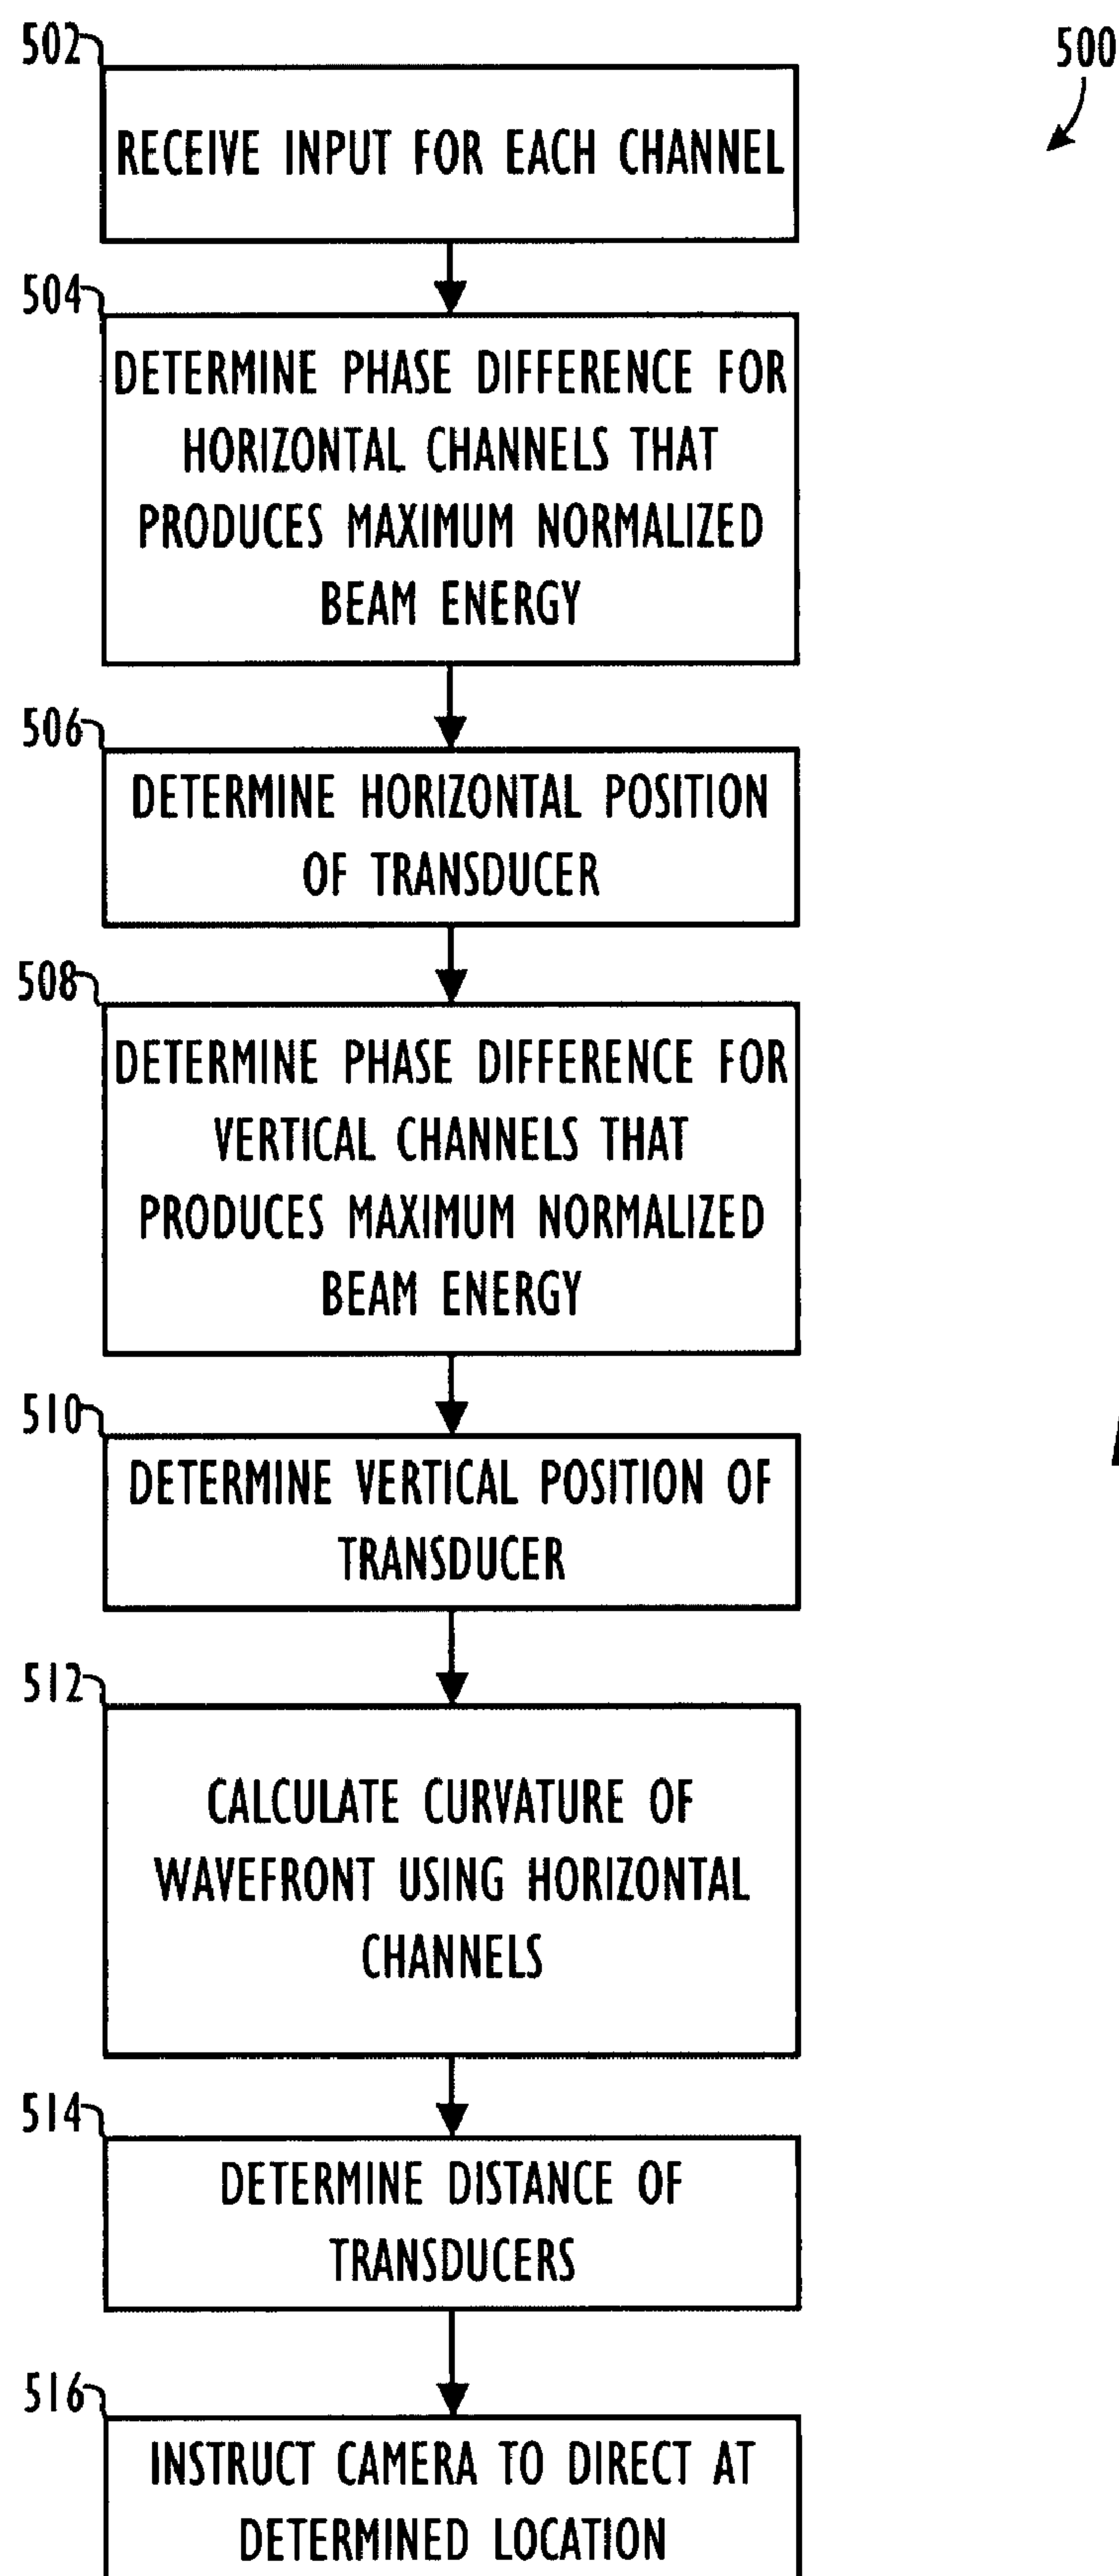 502
500
RECEIVE INPUT FOR EACH CHANNEL
504
DETERMINE PHASE DIFFERENCE FOR
HORIZONTAL CHANNELS THAT
PRODUCES MAXIMUM NORMALIZED
BEAM ENERGY
506
DETERMINE HORIZONTAL POSITION
OF TRANSDUCER
508
DETERMINE PHASE DIFFERENCE FOR
VERTICAL CHANNELS THAT
PRODUCES MAXIMUM NORMALIZED
BEAM ENERGY
510
DETERMINE VERTICAL POSITION OF
TRANSDUCER
512
CALCULATE CURVATURE OF
WAVEFRONT USING HORIZONTAL
CHANNELS
514
DETERMINE DISTANCE OF
TRANSDUCERS
516
INSTRUCT CAMERA TO DIRECT AT
DETERMINED LOCATION